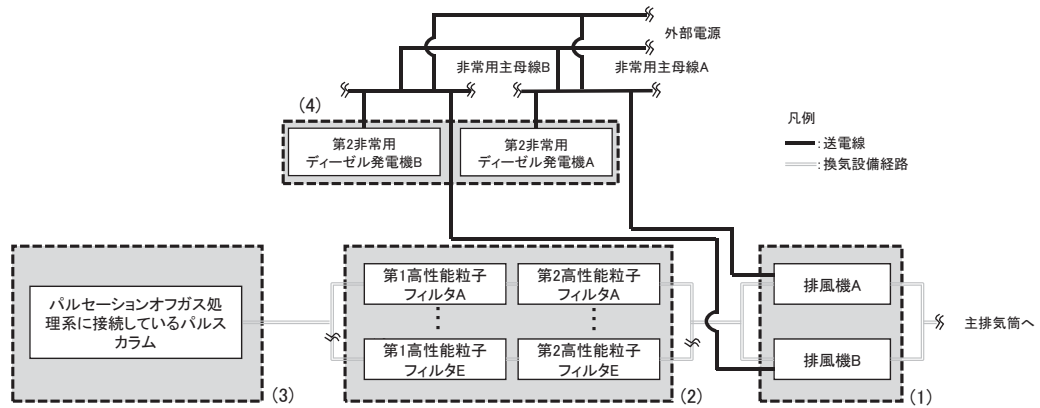 外部電源
非常用主母線B
非常用主母線A
(4)
第2非常用
ディーゼル発電機B
第2非常用
ディーゼル発電機A
凡例
:送電線
:換気設備経路
パルセーションオフガス処
理系に接続しているパルス
カラム
(3)
第1高性能粒子
フィルタA
第2高性能粒子
フィルタA
第1高性能粒子
フィルタE
第2高性能粒子
フィルタE
(2)
排風機A
排風機B
(1)
主排気筒へ